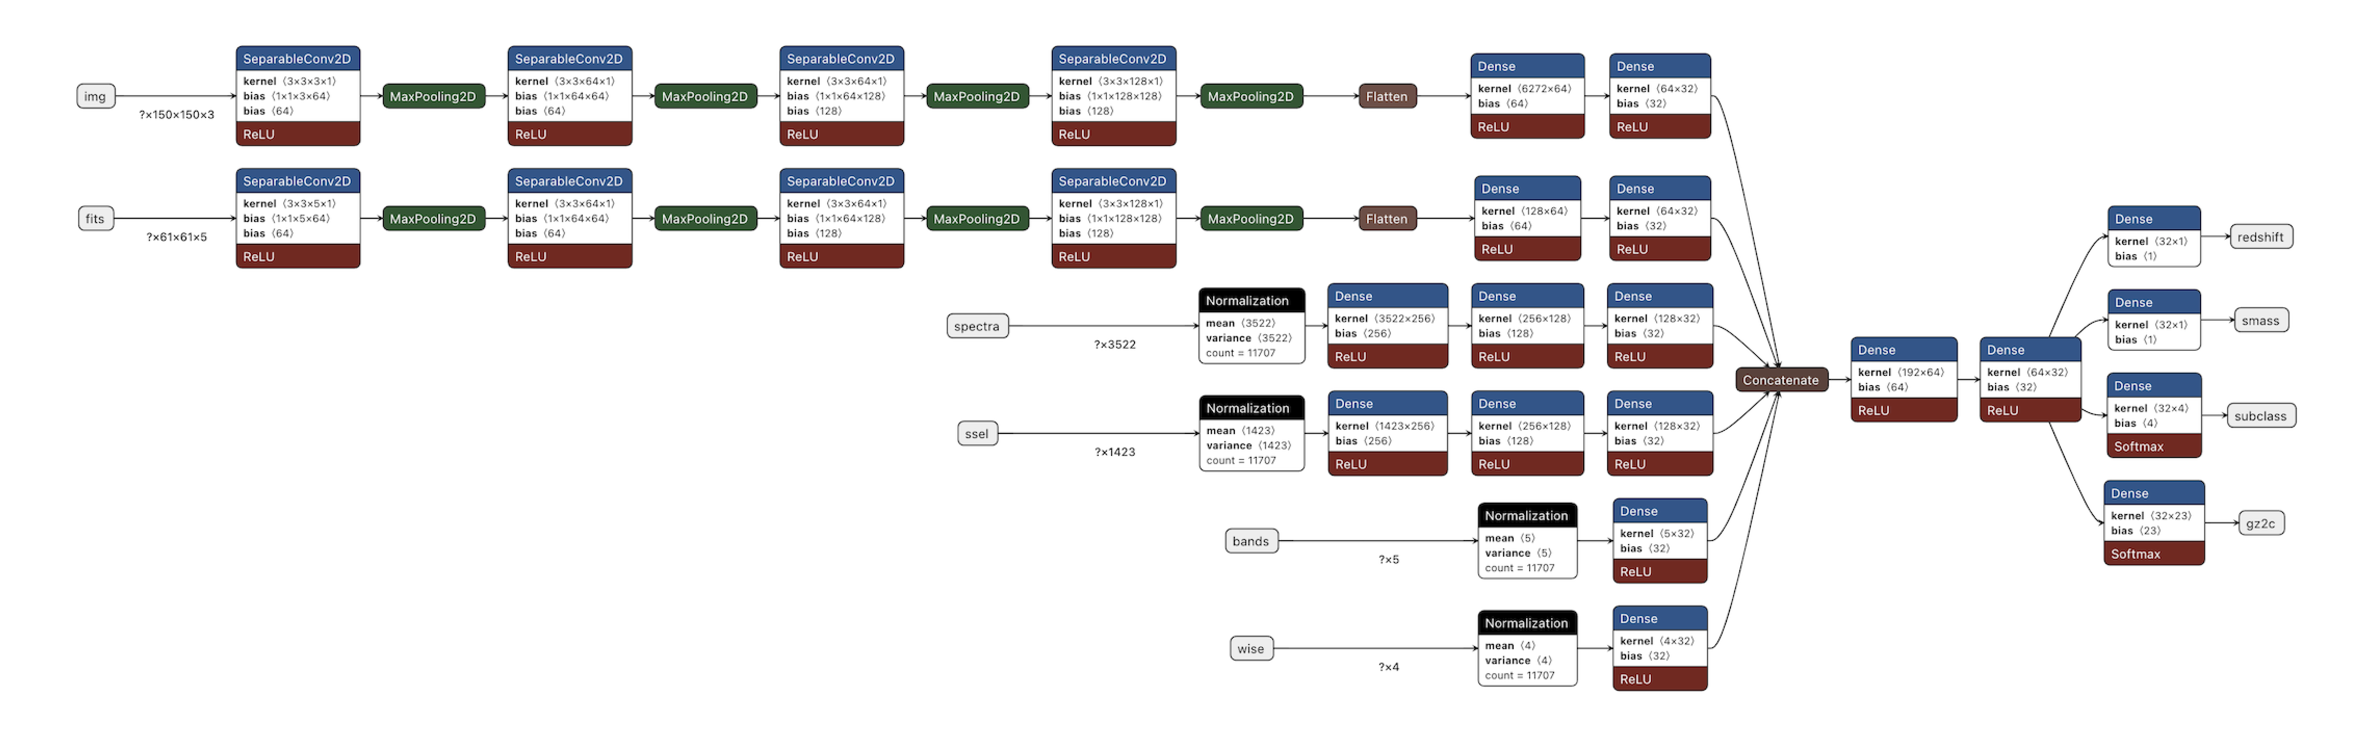 img
?×150×150×3
SeparableConv2D
kernel ⟨3×3×3×1⟩
bias ⟨1×1×3×64⟩
bias ⟨64⟩
ReLU
MaxPooling2D
SeparableConv2D
kernel ⟨3×3×64×1⟩
bias ⟨1×1×64×64⟩
bias ⟨64⟩
ReLU
MaxPooling2D
SeparableConv2D
kernel ⟨3×3×64×1⟩
bias ⟨1×1×64×128⟩
bias ⟨128⟩
ReLU
MaxPooling2D
SeparableConv2D
kernel ⟨3×3×128×1⟩
bias ⟨1×1×128×128⟩
bias ⟨128⟩
ReLU
MaxPooling2D
Flatten
Dense
kernel ⟨6272×64⟩
bias ⟨64⟩
ReLU
Dense
kernel ⟨64×32⟩
bias ⟨32⟩
ReLU
fits
?×61×61×5
SeparableConv2D
kernel ⟨3×3×5×1⟩
bias ⟨1×1×5×64⟩
bias ⟨64⟩
ReLU
MaxPooling2D
SeparableConv2D
kernel ⟨3×3×64×1⟩
bias ⟨1×1×64×64⟩
bias ⟨64⟩
ReLU
MaxPooling2D
SeparableConv2D
kernel ⟨3×3×64×1⟩
bias ⟨1×1×64×128⟩
bias ⟨128⟩
ReLU
MaxPooling2D
SeparableConv2D
kernel ⟨3×3×128×1⟩
bias ⟨1×1×128×128⟩
bias ⟨128⟩
ReLU
MaxPooling2D
Flatten
Dense
kernel ⟨128×64⟩
bias ⟨64⟩
ReLU
Dense
kernel ⟨64×32⟩
bias ⟨32⟩
ReLU
spectra
?×3522
Normalization
mean ⟨3522⟩
variance ⟨3522⟩
count = 11707
Dense
kernel ⟨3522×256⟩
bias ⟨256⟩
ReLU
Dense
kernel ⟨256×128⟩
bias ⟨128⟩
ReLU
Dense
kernel ⟨128×32⟩
bias ⟨32⟩
ReLU
ssel
?×1423
Normalization
mean ⟨1423⟩
variance ⟨1423⟩
count = 11707
Dense
kernel ⟨1423×256⟩
bias ⟨256⟩
ReLU
Dense
kernel ⟨256×128⟩
bias ⟨128⟩
ReLU
Dense
kernel ⟨128×32⟩
bias ⟨32⟩
ReLU
bands
?×5
Normalization
mean ⟨5⟩
variance ⟨5⟩
count = 11707
Dense
kernel ⟨5×32⟩
bias ⟨32⟩
ReLU
wise
?×4
Normalization
mean ⟨4⟩
variance ⟨4⟩
count = 11707
Dense
kernel ⟨4×32⟩
bias ⟨32⟩
ReLU
Concatenate
Dense
kernel ⟨192×64⟩
bias ⟨64⟩
ReLU
Dense
kernel ⟨64×32⟩
bias ⟨32⟩
ReLU
Dense
kernel ⟨32×1⟩
bias ⟨1⟩
redshift
Dense
kernel ⟨32×1⟩
bias ⟨1⟩
smass
Dense
kernel ⟨32×4⟩
bias ⟨4⟩
Softmax
subclass
Dense
kernel ⟨32×23⟩
bias ⟨23⟩
Softmax
gz2c